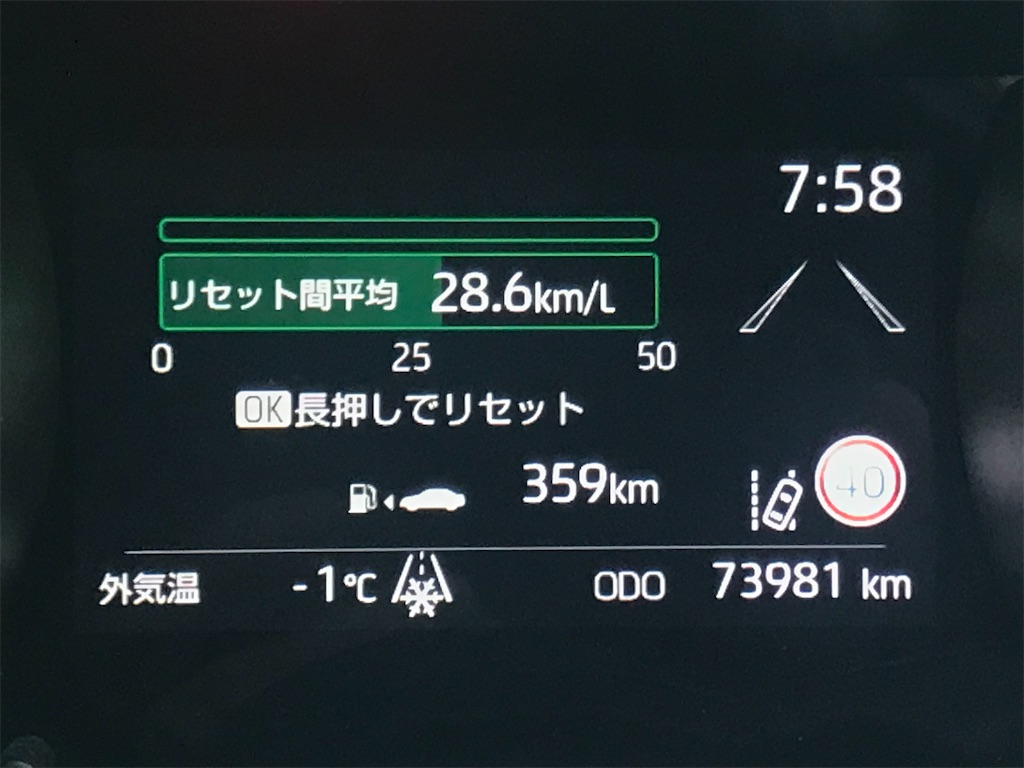 7:58
リセット間平均 28.6km/L
0 25 50
OK長押しでリセット
359km
40
外気温 -1℃ ODO 73981 km